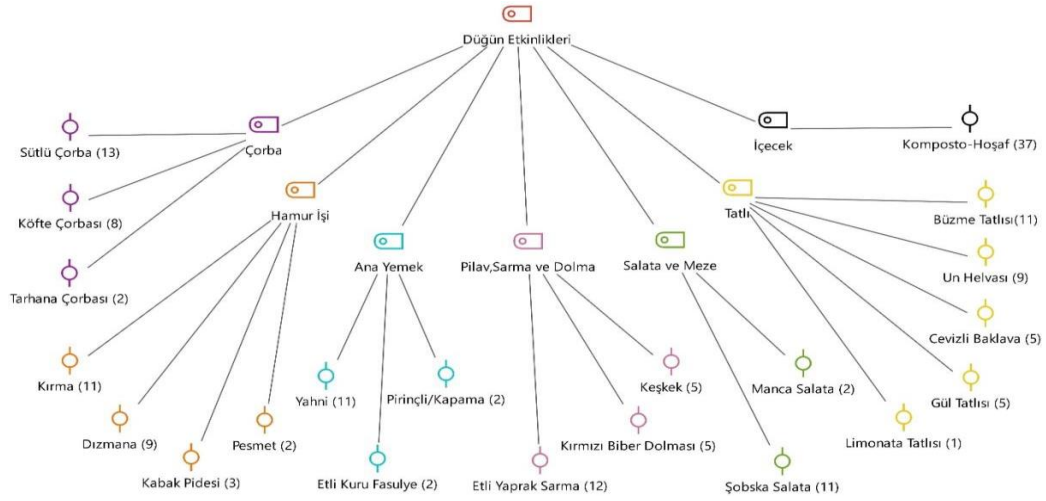 Düğün Etkinlikleri
Çorba
İçecek
Sütlü Çorba (13)
Komposto-Hoşaf (37)
Köfte Çorbası (8)
Hamur İşi
Tatlı
Büzme Tatlısı(11)
Tarhana Çorbası (2)
Ana Yemek
Pilav,Sarma ve Dolma
Salata ve Meze
Un Helvası (9)
Cevizli Baklava (5)
Kırma (11)
Yahni (11)
Pirinçli/Kapama (2)
Keşkek (5)
Manca Salata (2)
Gül Tatlısı (5)
Dızmana (9)
Pesmet (2)
Kırmızı Biber Dolması (5)
Limonata Tatlısı (1)
Kabak Pidesi (3)
Etli Kuru Fasulye (2)
Etli Yaprak Sarma (12)
Şobska Salata (11)